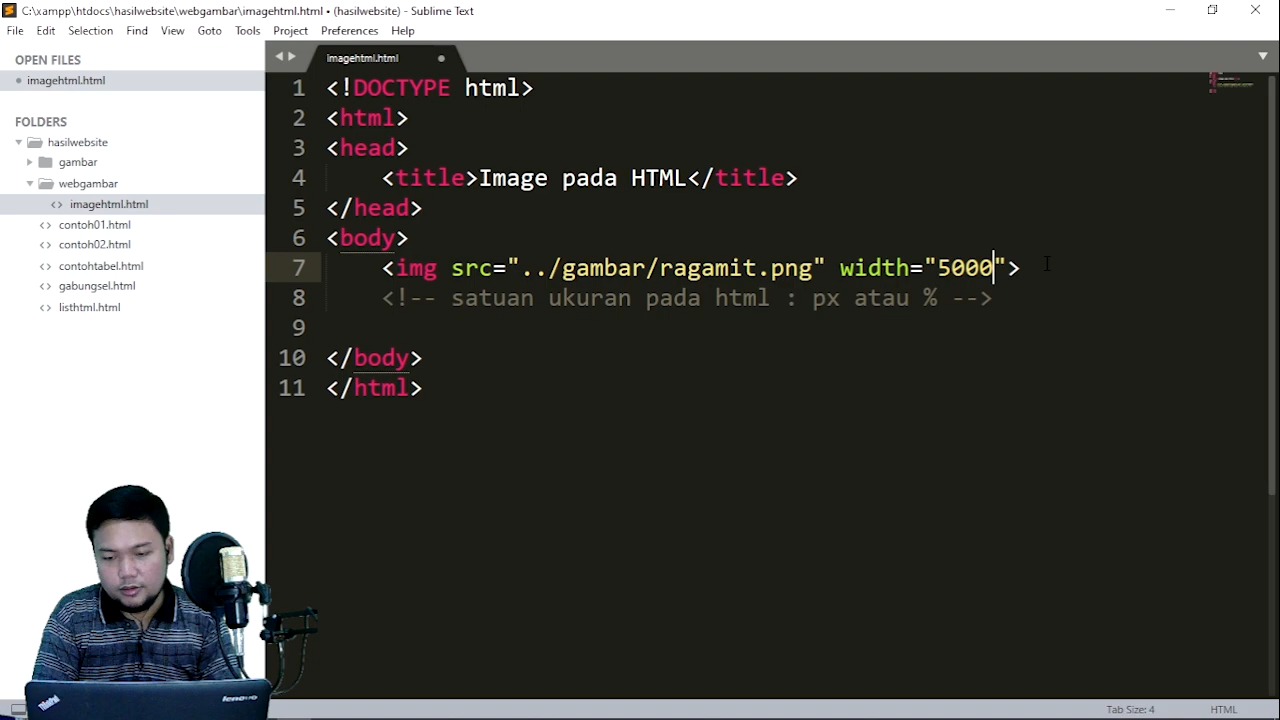 C:\xampp\htdocs\hasilwebsite\webgambar\imagehtml.html • (hasilwebsite) - Sublime Text
File Edit Selection Find View Goto Tools Project Preferences Help
OPEN FILES
imagehtml.html
FOLDERS
hasilwebsite
gambar
webgambar
imagehtml.html
contoh01.html
contoh02.html
contohtabel.html
gabungsel.html
listhtml.html
imagehtml.html
1 <!DOCTYPE html>
2 <html>
3 <head>
4 <title>Image pada HTML</title>
5 </head>
6 <body>
7 <img src="../gambar/ragamit.png" width="5000">
8 <!-- satuan ukuran pada html : px atau % -->
9
10 </body>
11 </html>
ThinkPad
lenovo
Tab Size: 4
HTML